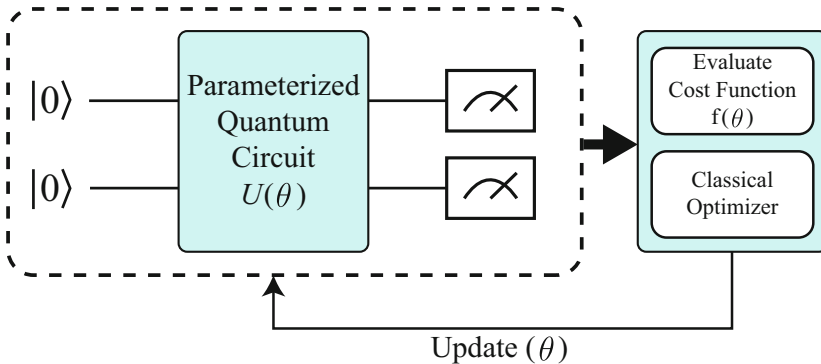 |0⟩
|0⟩
Parameterized
Quantum
Circuit
U(θ)
Evaluate
Cost Function
f(θ)
Classical
Optimizer
Update (θ)